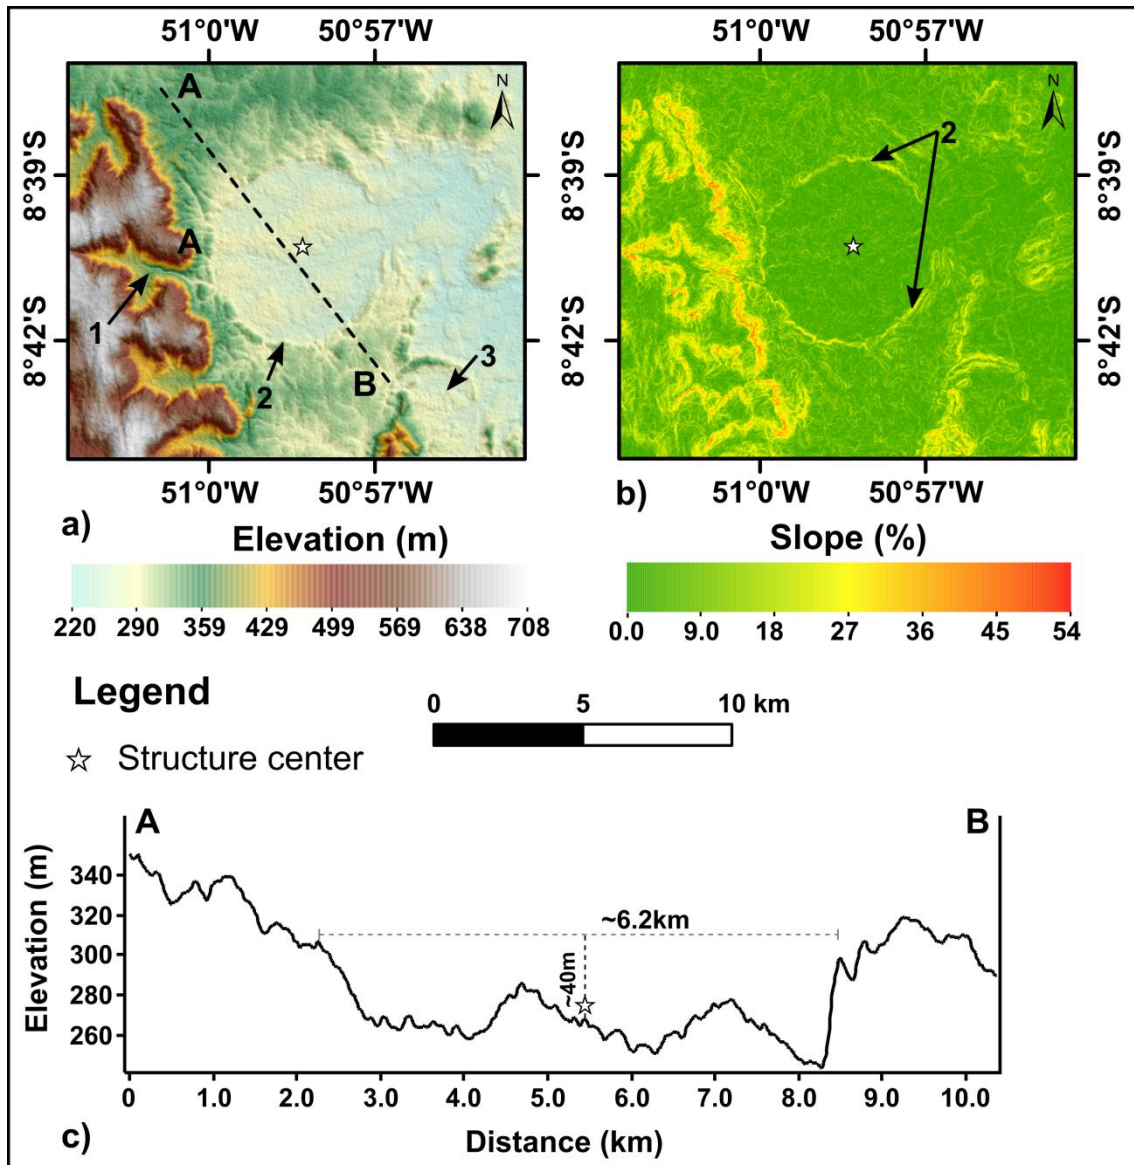 51°0'W 50°57'W 51°0'W 50°57'W
N N
A
8°39'S 8°39'S 8°39'S
2
A
1
8°42'S 8°42'S 8°42'S
2 B 3
51°0'W 50°57'W 51°0'W 50°57'W
a) b)
Elevation (m) Slope (%)
220 290 359 429 499 569 638 708
0.0 9.0 18 27 36 45 54
Legend
0 5 10 km
Structure center
A B
Elevation (m)
340
320
300
280
260
~6.2km
~40m
0 1.0 2.0 3.0 4.0 5.0 6.0 7.0 8.0 9.0 10.0
c) Distance (km)